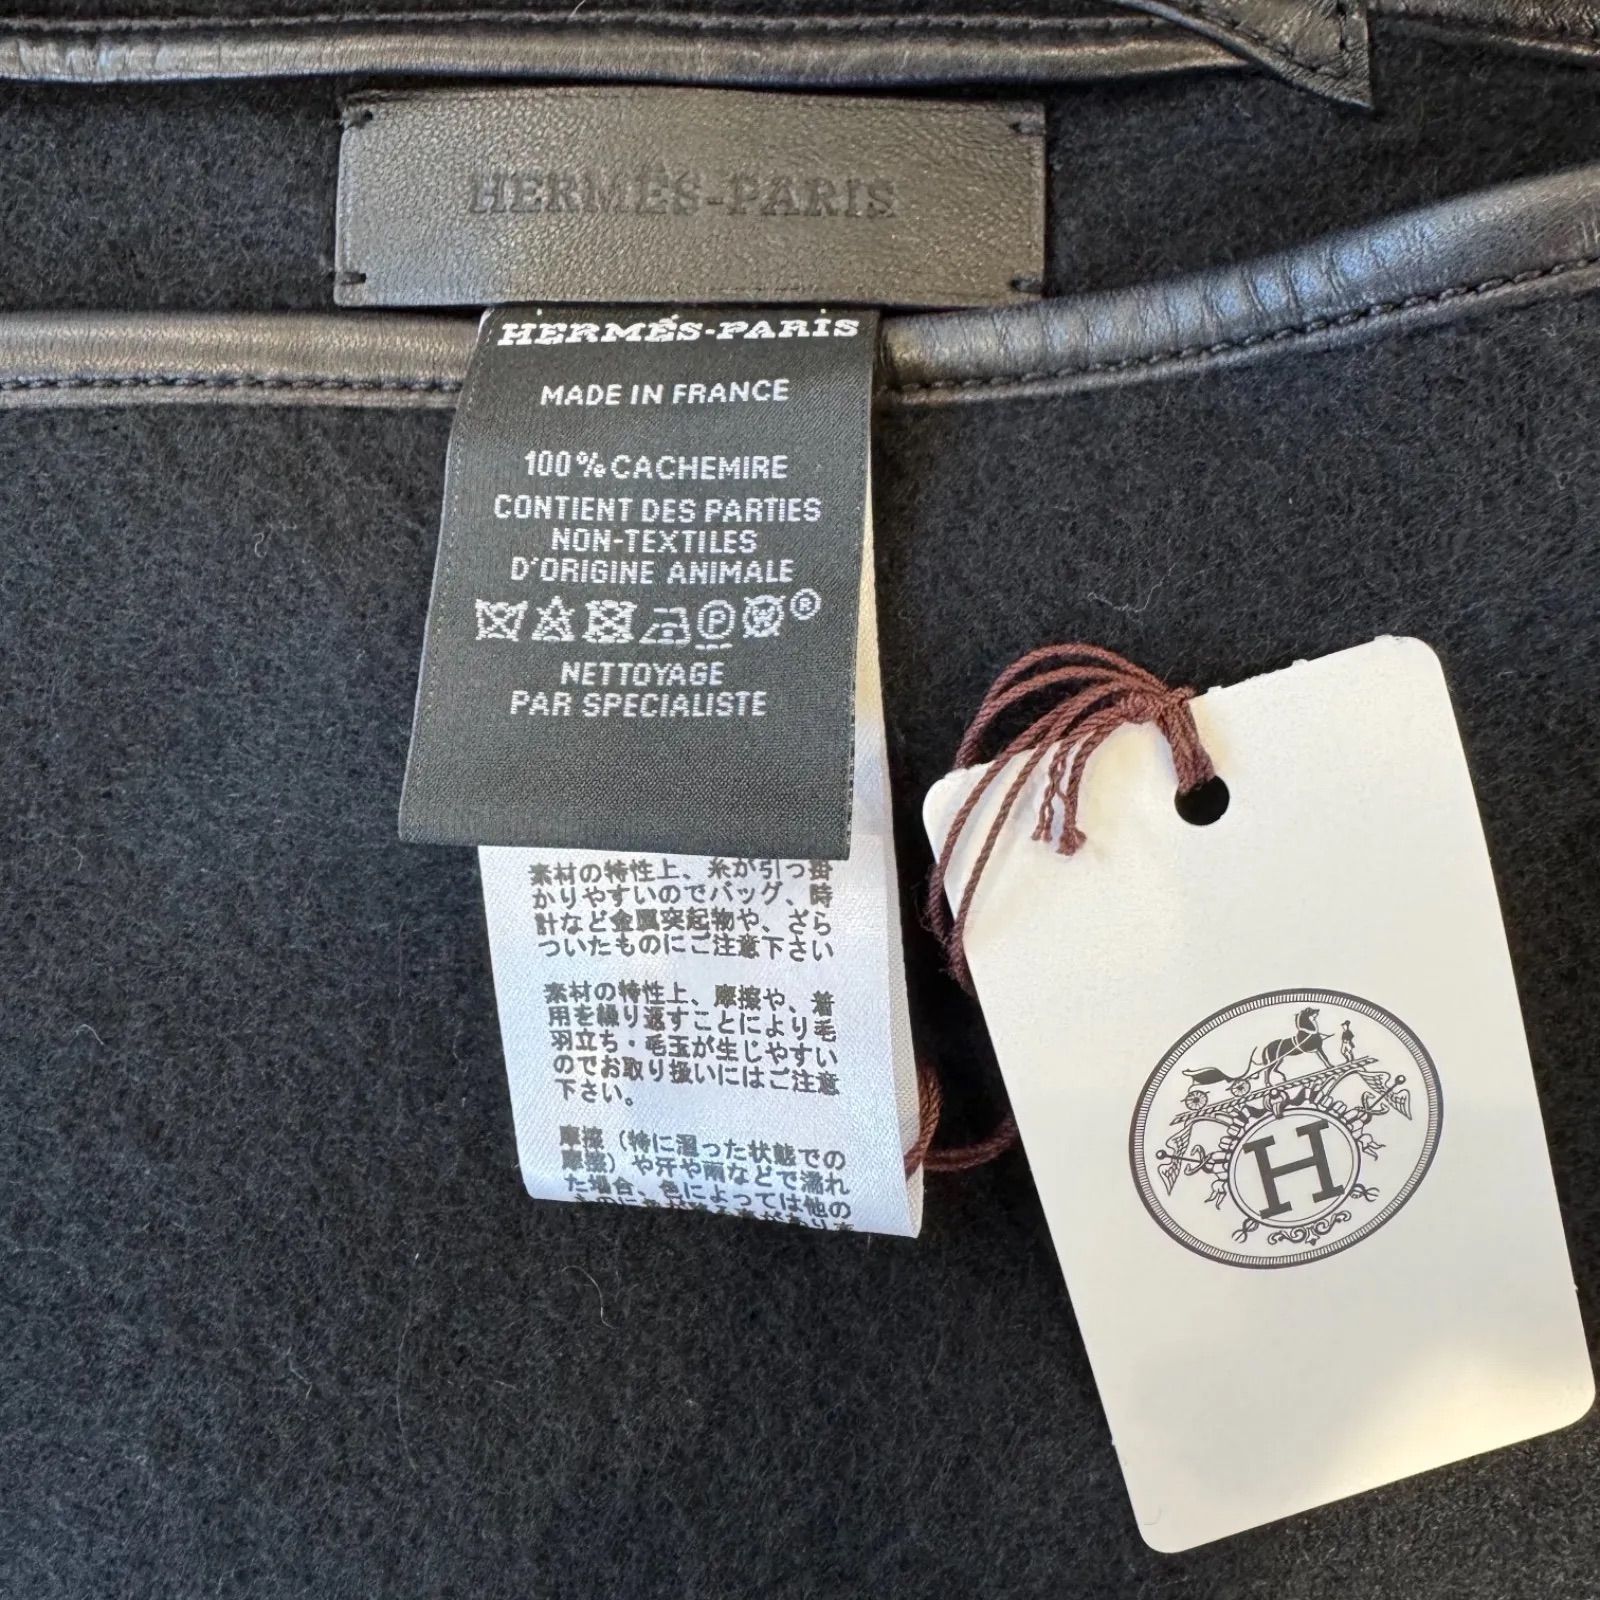 HERMÈS-PARIS
HERMÈS-PARIS
MADE IN FRANCE
100% CACHEMIRE
CONTIENT DES PARTIES
NON-TEXTILES
D'ORIGINE ANIMALE
P W ®
NETTOYAGE
PAR SPECIALISTE
素材の特性上、糸が引っ掛
かりやすいのでバッグ、時
計など金属突起物や、ざら
ついたものにご注意下さい
素材の特性上、摩擦や、着
用を繰り返すことにより毛
羽立ち・毛玉が生じやすい
のでお取り扱いにはご注意
下さい。
摩擦（特に湿った状態での
摩擦）や汗や雨などで濡れ
た場合、色によっては他の
H